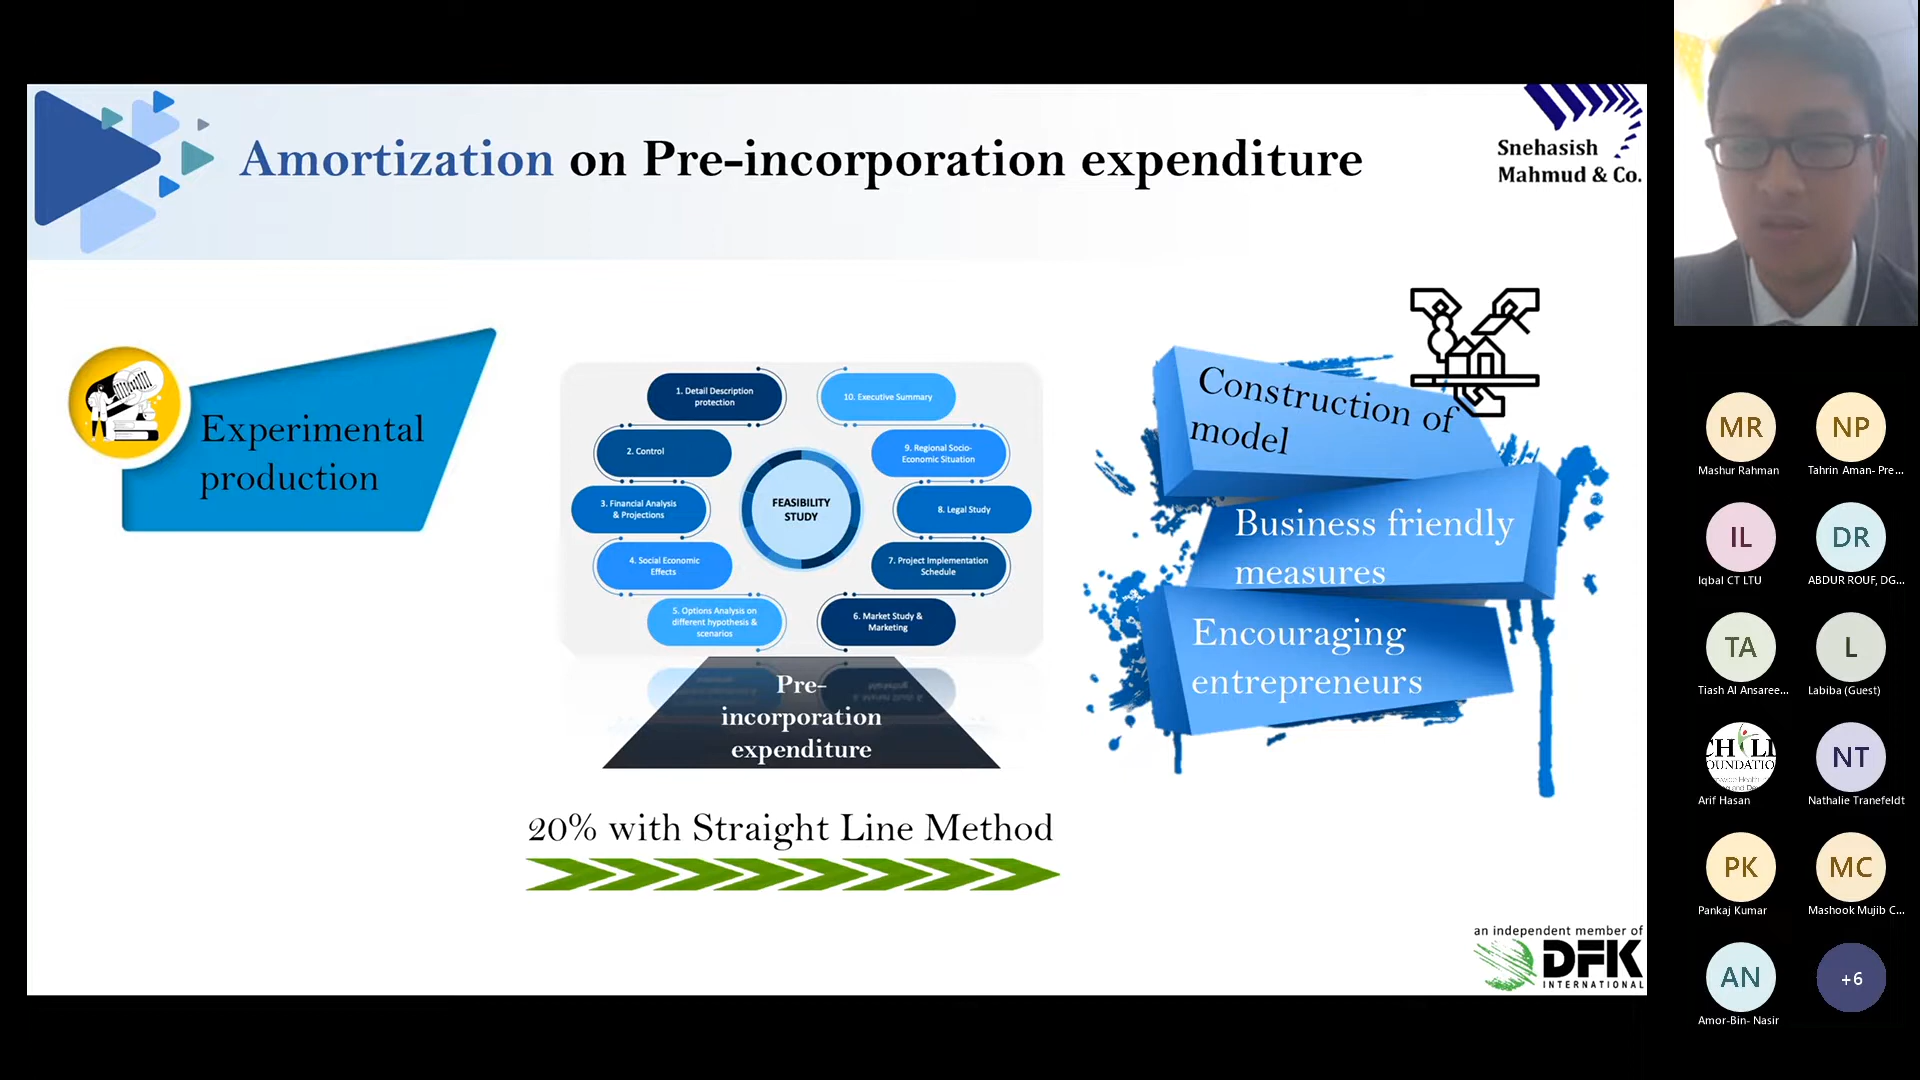 Amortization on Pre-incorporation expenditure
Snehasish
Mahmud & Co.
Experimental
production
1. Detail Description
protection
2. Control
3. Financial Analysis
& Projections
4. Social Economic
Effects
5. Options Analysis on
different hypothesis &
scenarios
FEASIBILITY
STUDY
10. Executive Summary
9. Regional Socio-
Economic Situation
8. Legal Study
7. Project Implementation
Schedule
6. Market Study &
Marketing
Pre-
incorporation
expenditure
20% with Straight Line Method
Construction of
model
Business friendly
measures
Encouraging
entrepreneurs
an independent member of
DFK
INTERNATIONAL
MR
Mashur Rahman
NP
Tahrin Aman- Pre...
IL
Iqbal CT LTU
DR
ABDUR ROUF, DG...
TA
Tiash Al Ansaree...
L
Labiba (Guest)
Arif Hasan
NT
Nathalie Tranefeldt
PK
Pankaj Kumar
MC
Mashook Mujib C...
AN
Amor-Bin- Nasir
+6